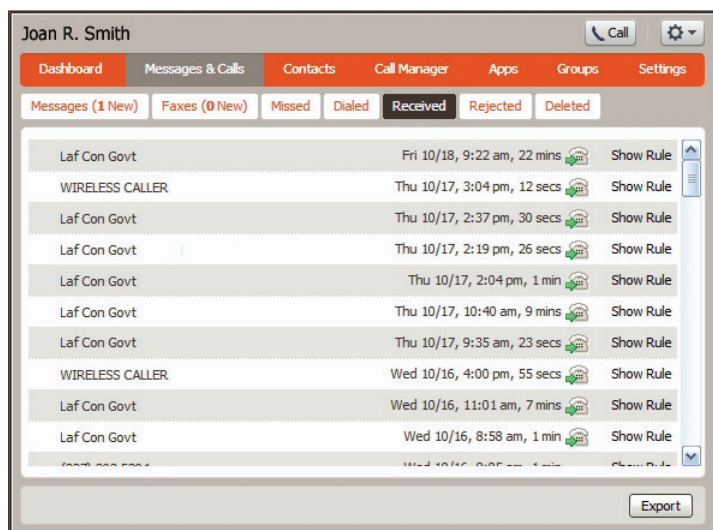 Joan R. Smith Call
Dashboard Messages & Calls Contacts Call Manager Apps Groups Settings
Messages (1 New) Faxes (0 New) Missed Dialed Received Rejected Deleted
Laf Con Govt Fri 10/18, 9:22 am, 22 mins Show Rule
WIRELESS CALLER Thu 10/17, 3:04 pm, 12 secs Show Rule
Laf Con Govt Thu 10/17, 2:37 pm, 30 secs Show Rule
Laf Con Govt Thu 10/17, 2:19 pm, 26 secs Show Rule
Laf Con Govt Thu 10/17, 2:04 pm, 1 min Show Rule
Laf Con Govt Thu 10/17, 10:40 am, 9 mins Show Rule
Laf Con Govt Thu 10/17, 9:35 am, 23 secs Show Rule
WIRELESS CALLER Wed 10/16, 4:00 pm, 55 secs Show Rule
Laf Con Govt Wed 10/16, 11:01 am, 7 mins Show Rule
Laf Con Govt Wed 10/16, 8:58 am, 1 min Show Rule
Wed 10/16, 1 min Show Rule
Export